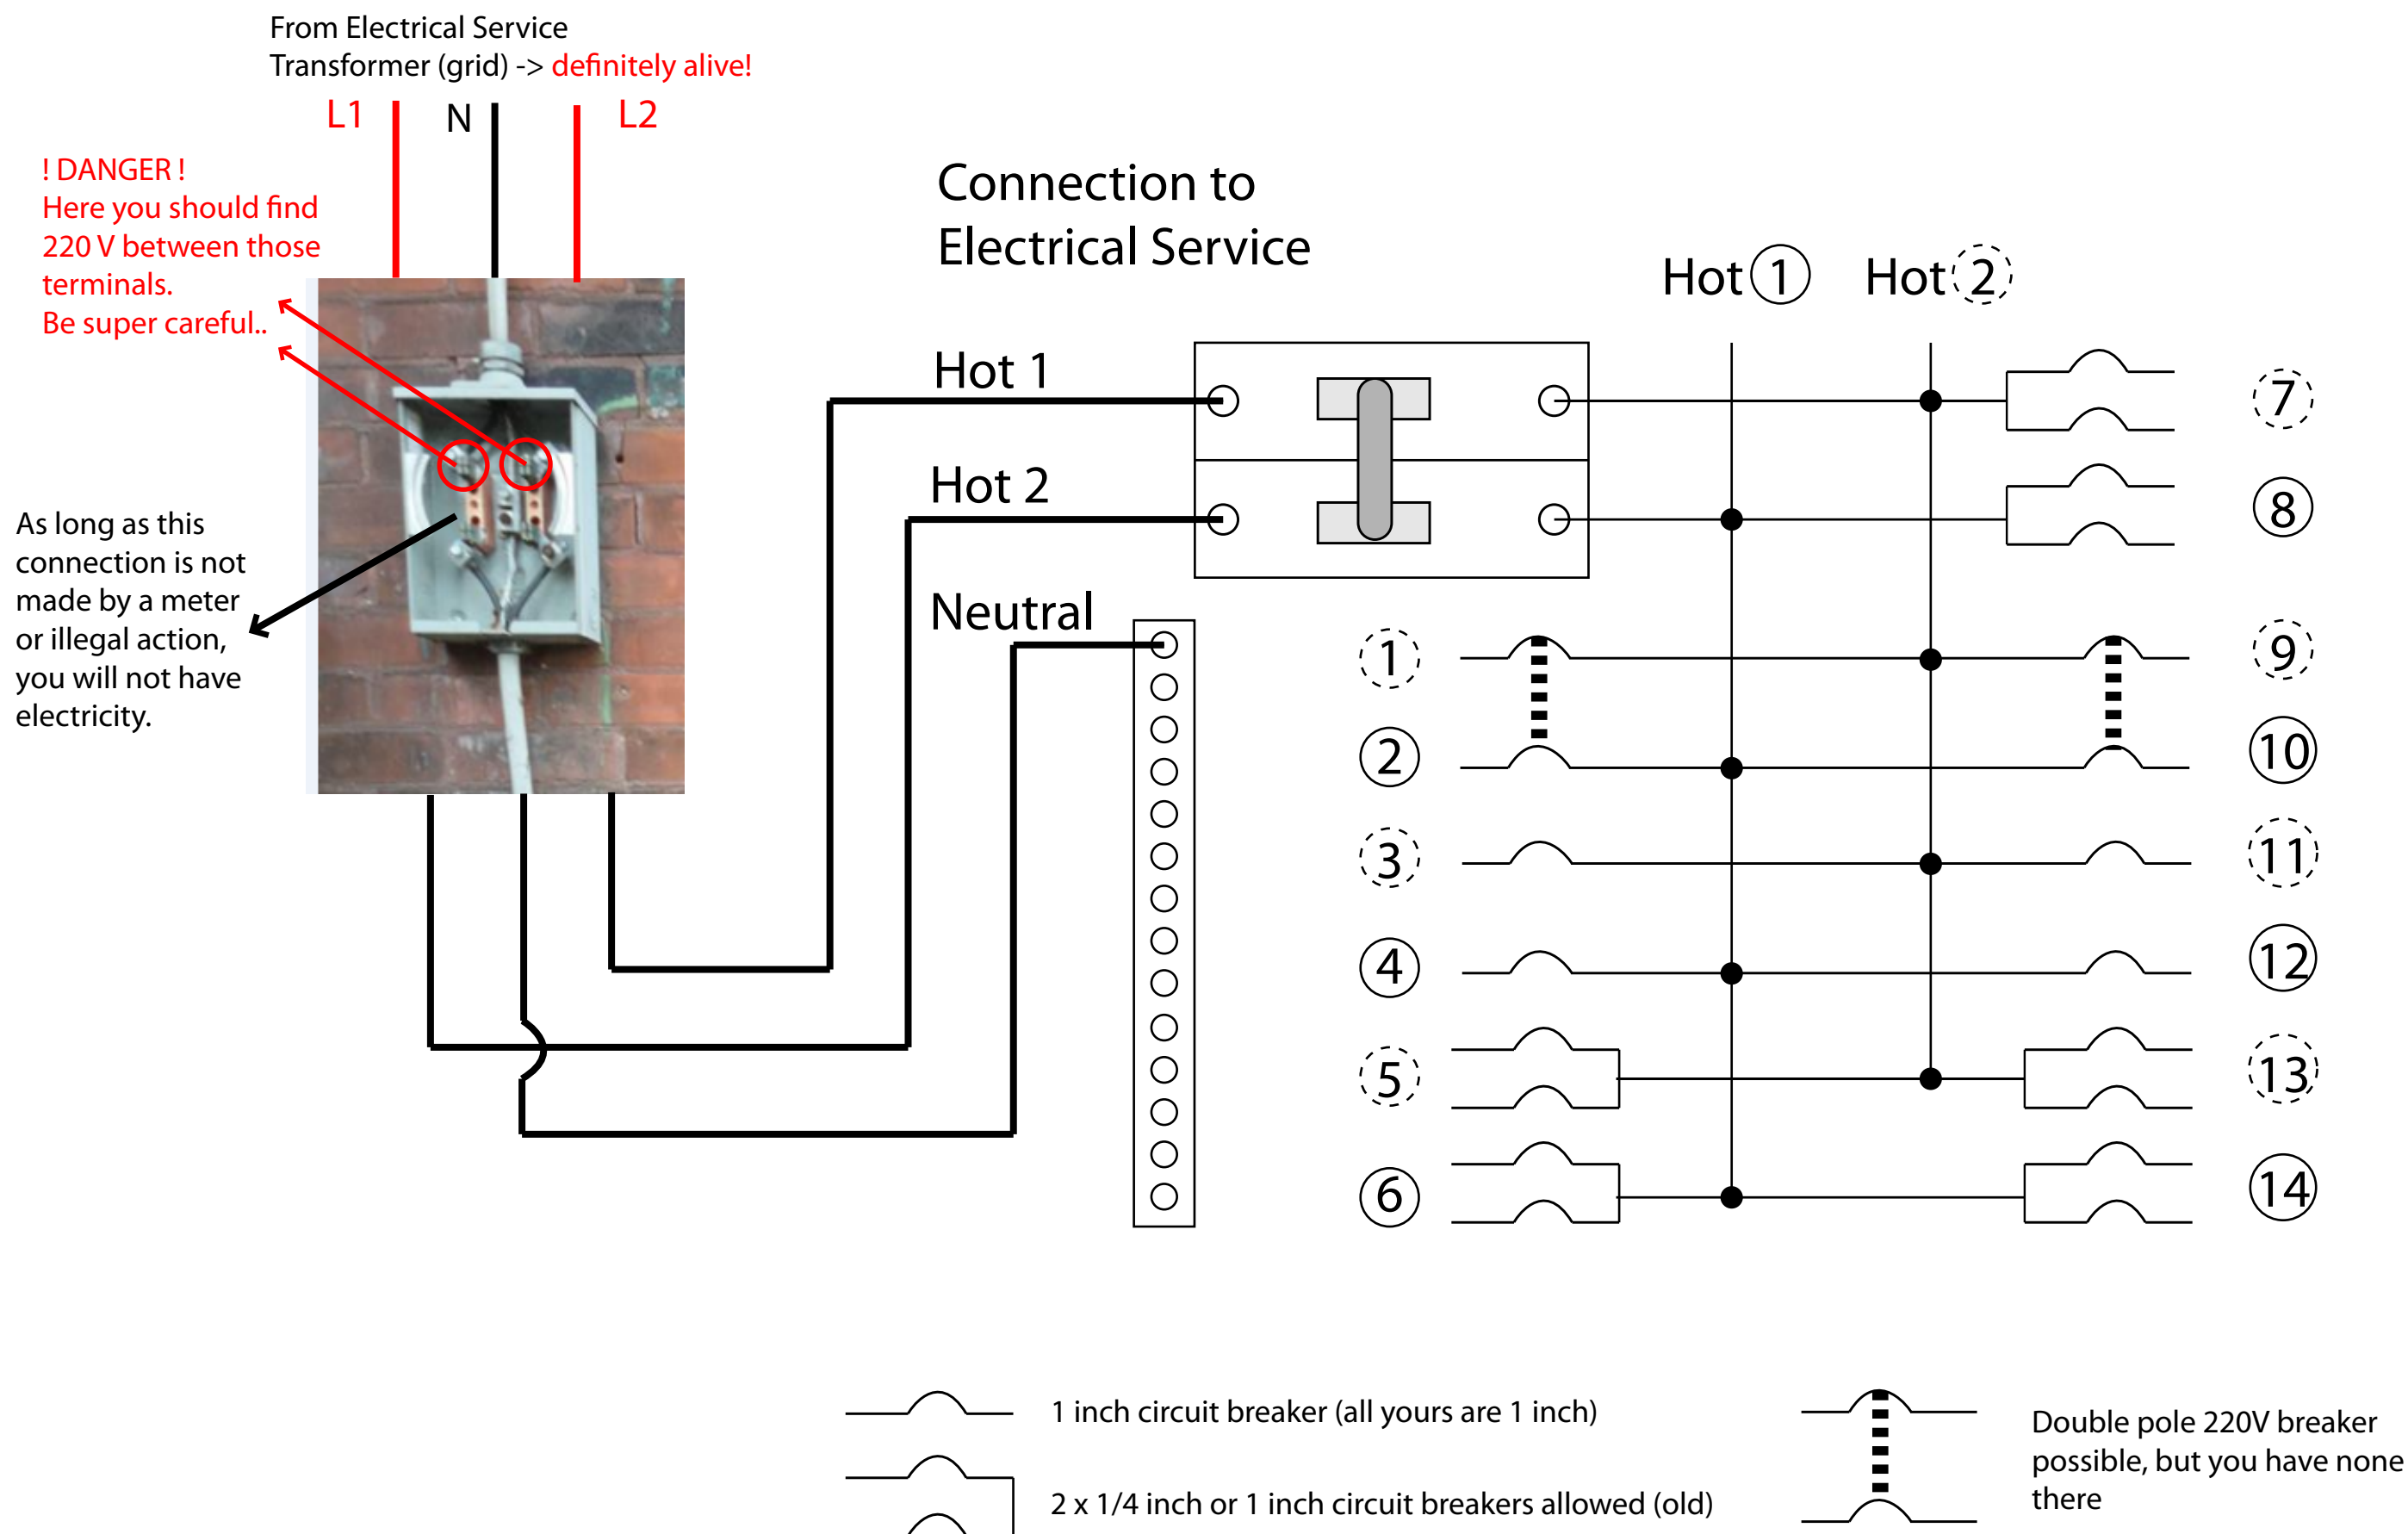 From Electrical Service
Transformer (grid) -> definitely alive!
L1
N
L2
! DANGER !
Here you should find
220 V between those
terminals.
Be super careful..
As long as this
connection is not
made by a meter
or illegal action,
you will not have
electricity.
Connection to
Electrical Service
Hot 1
Hot 2
Neutral
Hot 1
Hot 2
7
8
1
9
2
10
3
11
4
12
5
13
6
14
1 inch circuit breaker (all yours are 1 inch)
2 x 1/4 inch or 1 inch circuit breakers allowed (old)
Double pole 220V breaker
possible, but you have none
there